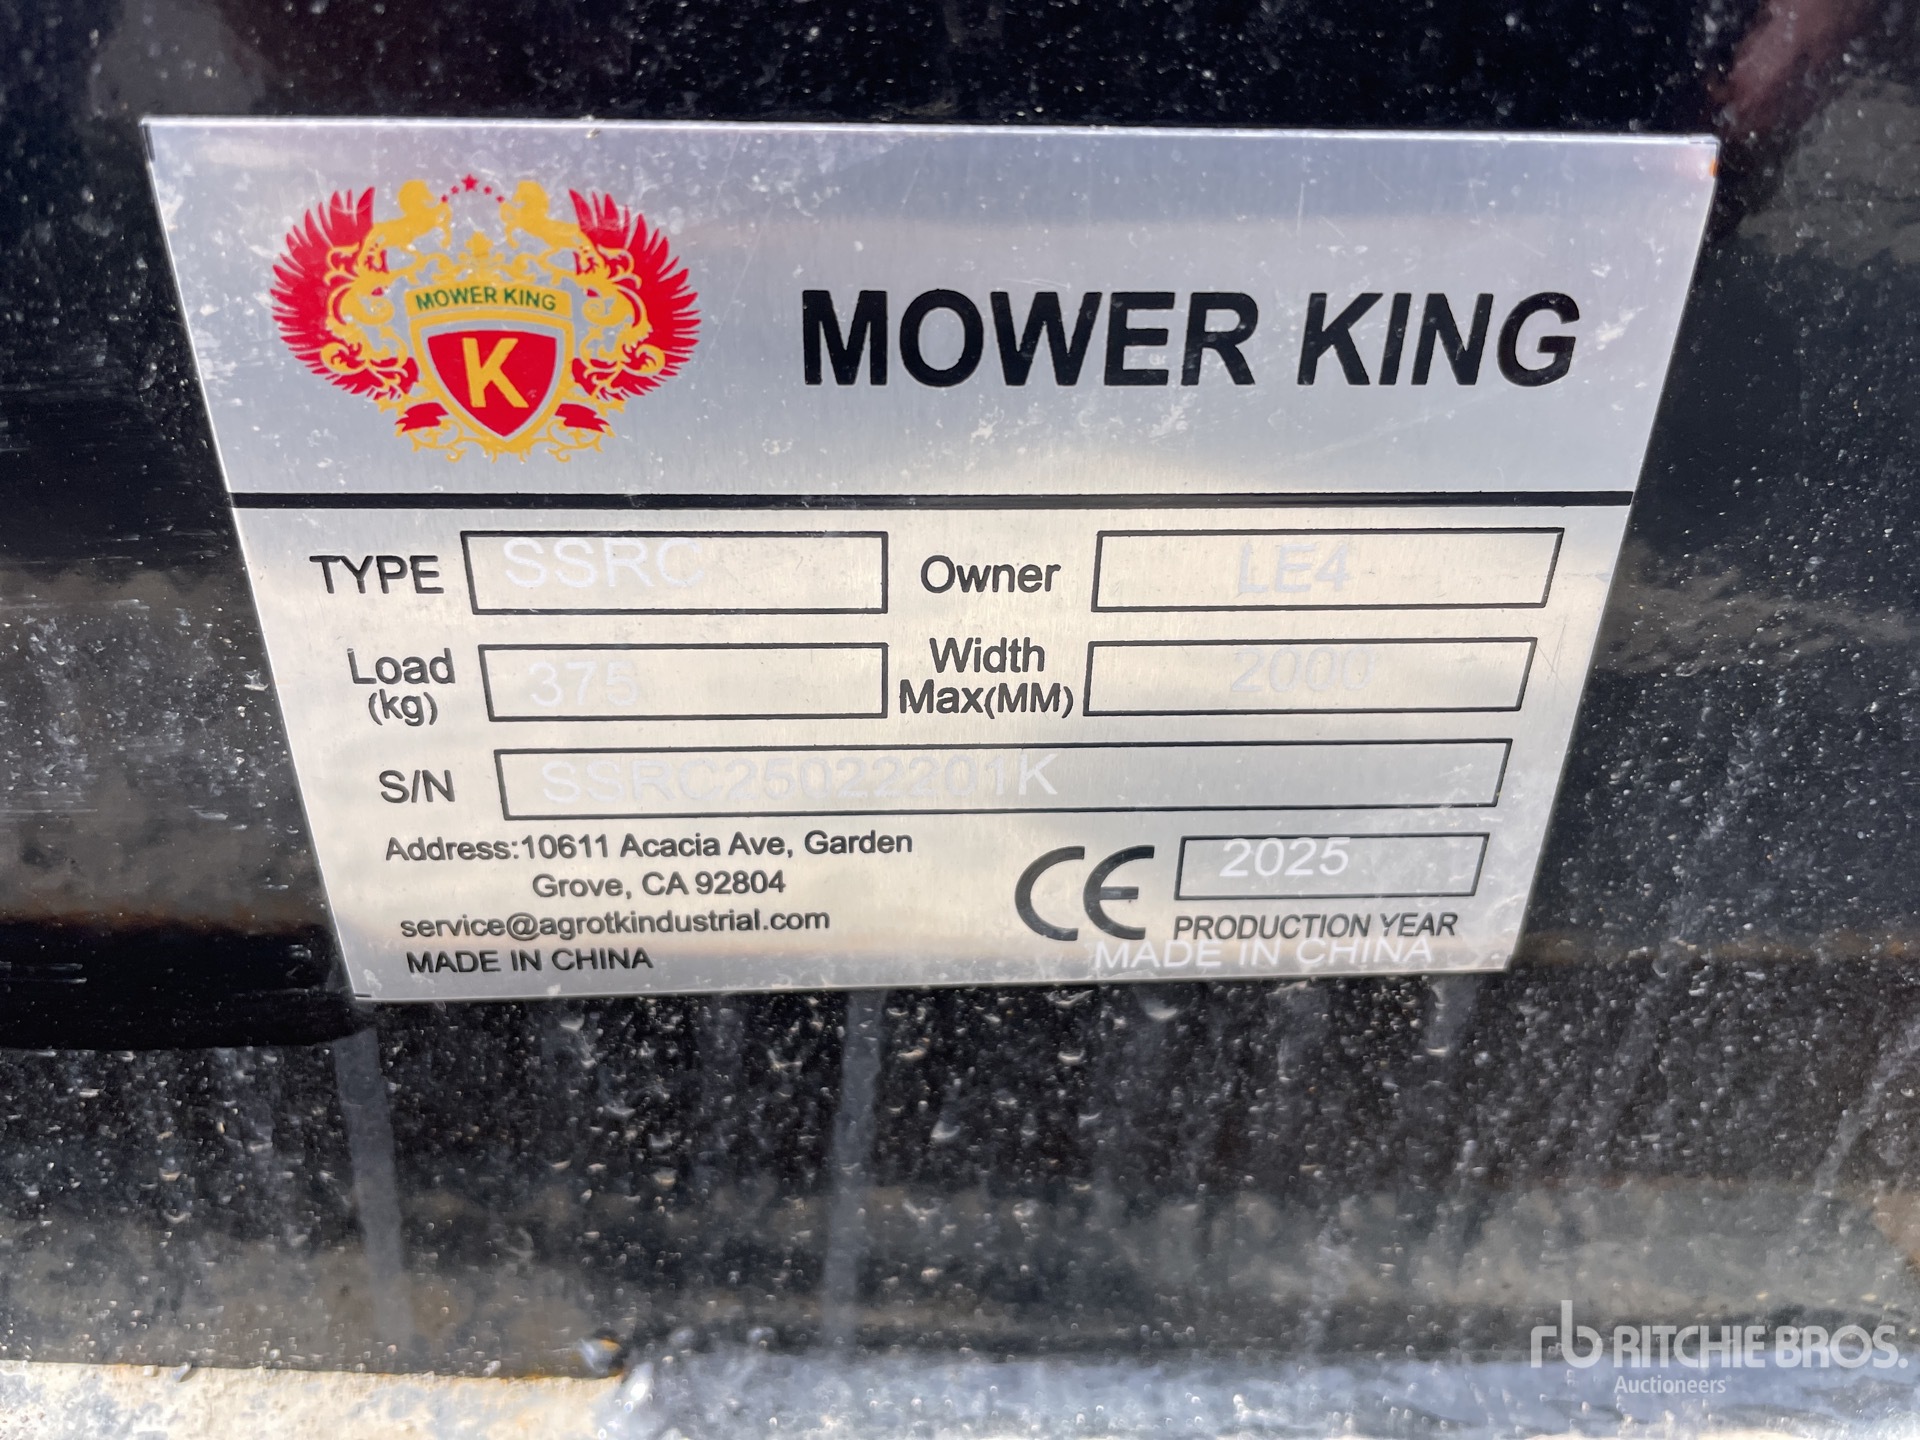 MOWER KING
K
MOWER KING
TYPE SSRC Owner LE4
Load (kg) 375 Width Max(MM) 2000
S/N SSRC25022201K
Address:10611 Acacia Ave, Garden
Grove, CA 92804
service@agrotkindustrial.com
MADE IN CHINA
CE 2025
PRODUCTION YEAR
MADE IN CHINA
rb RITCHIE BROS.
Auctioneers